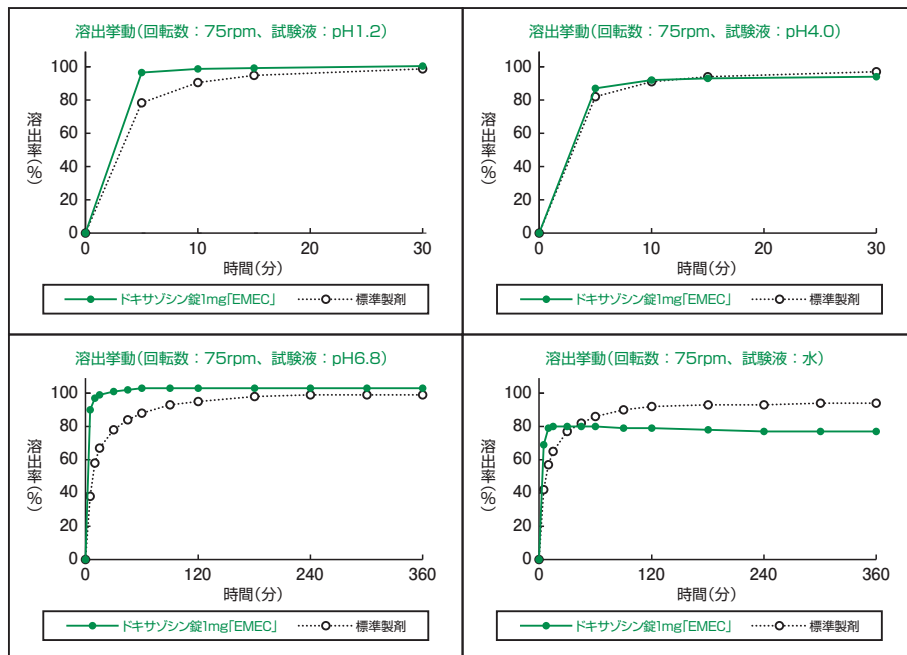 溶出挙動(回転数：75rpm、試験液：pH1.2)
溶出率(%)
100
80
60
40
20
0
0 10 20 30
時間(分)
ドキサゾシン錠1mg「EMEC」 標準製剤
溶出挙動(回転数：75rpm、試験液：pH4.0)
溶出率(%)
100
80
60
40
20
0
0 10 20 30
時間(分)
ドキサゾシン錠1mg「EMEC」 標準製剤
溶出挙動(回転数：75rpm、試験液：pH6.8)
溶出率(%)
100
80
60
40
20
0
0 120 240 360
時間(分)
ドキサゾシン錠1mg「EMEC」 標準製剤
溶出挙動(回転数：75rpm、試験液：水)
溶出率(%)
100
80
60
40
20
0
0 120 240 360
時間(分)
ドキサゾシン錠1mg「EMEC」 標準製剤